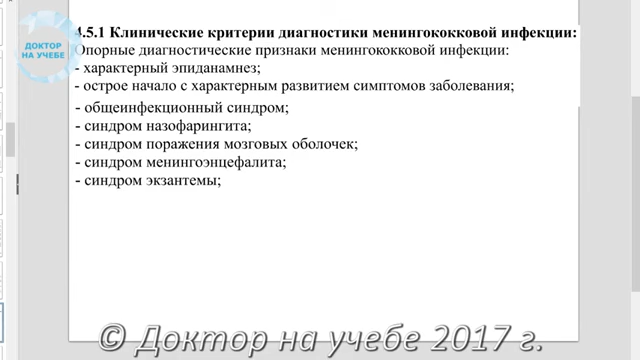 ДОКТОР
НА УЧЕБЕ
4.5.1 Клинические критерии диагностики менингококковой инфекции:
Опорные диагностические признаки менингококковой инфекции:
- характерный эпиданамнез;
- острое начало с характерным развитием симптомов заболевания;
- общеинфекционный синдром;
- синдром назофарингита;
- синдром поражения мозговых оболочек;
- синдром менингоэнцефалита;
- синдром экзантемы;
© Доктор на учебе 2017 г.